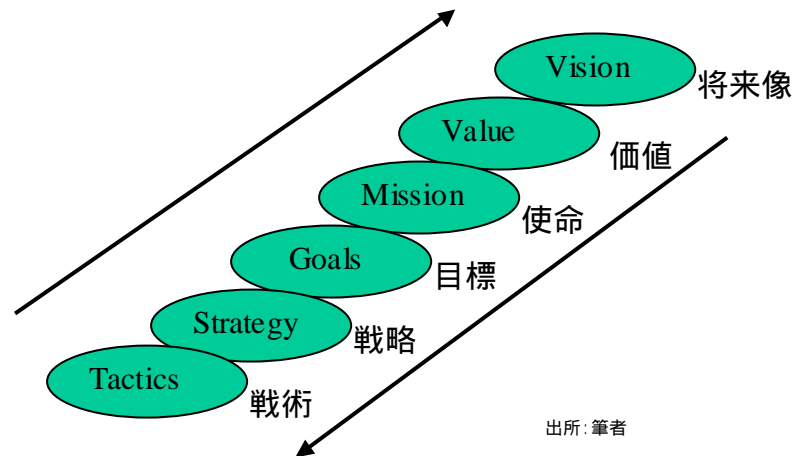 Vision
将来像
Value
価値
Mission
使命
Goals
目標
Strategy
戦略
Tactics
戦術
出所：筆者